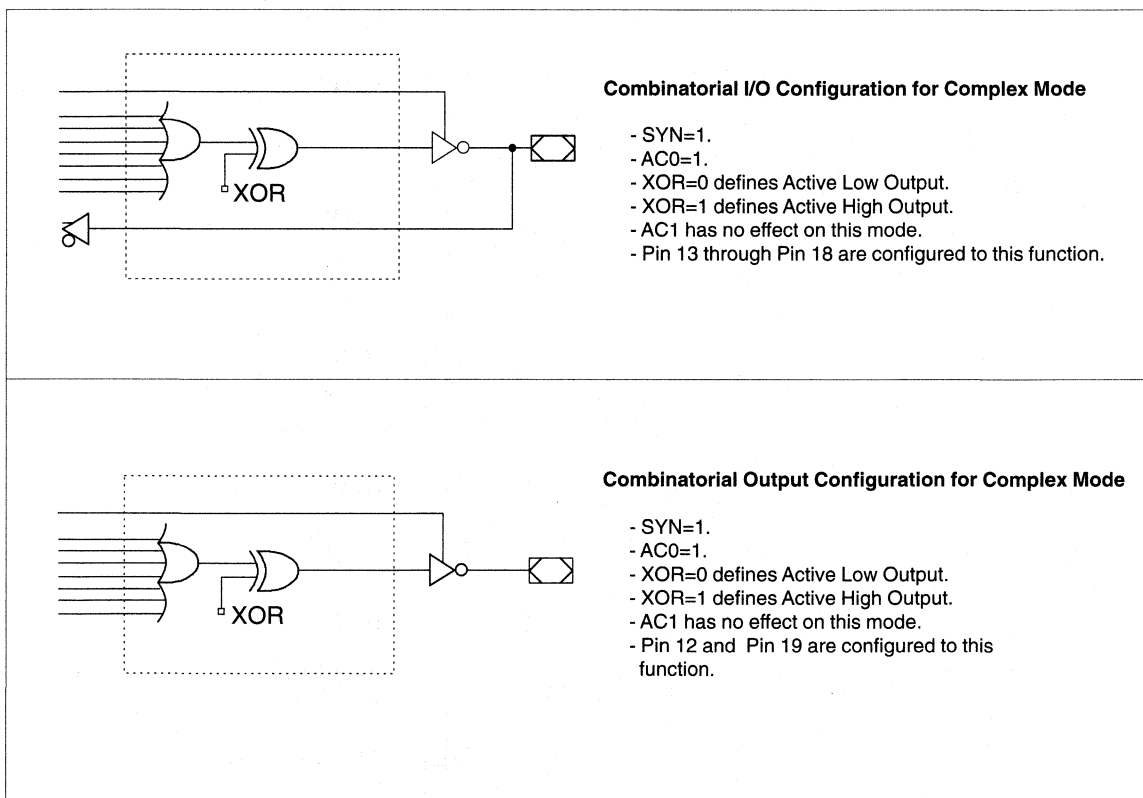 Combinatorial I/O Configuration for Complex Mode
- SYN=1.
- AC0=1.
- XOR=0 defines Active Low Output.
- XOR=1 defines Active High Output.
- AC1 has no effect on this mode.
- Pin 13 through Pin 18 are configured to this function.
XOR
Combinatorial Output Configuration for Complex Mode
- SYN=1.
- AC0=1.
- XOR=0 defines Active Low Output.
- XOR=1 defines Active High Output.
- AC1 has no effect on this mode.
- Pin 12 and Pin 19 are configured to this
function.
XOR